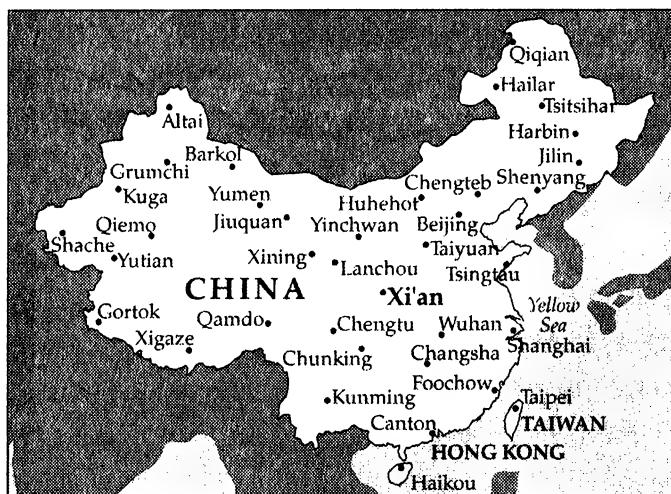 Qiqian
Hailar
Tsitsihar
Altai
Harbin
Barkol
Jilin
Grumchi
Chengteb
Shenyang
Kuga
Yumen
Huhehot
Qiemo
Jiuquan
Yinchwan
Beijing
Shache
Yutian
Xining
Taiyuan
Lanchou
Tsingtau
CHINA
Xi'an
Gortok
Qamdo
Chengtu
Wuhan
Yellow
Sea
Xigaze
Shanghai
Chunking
Changsha
Foochow
Kunming
Taipei
Canton
TAIWAN
HONG KONG
Haikou